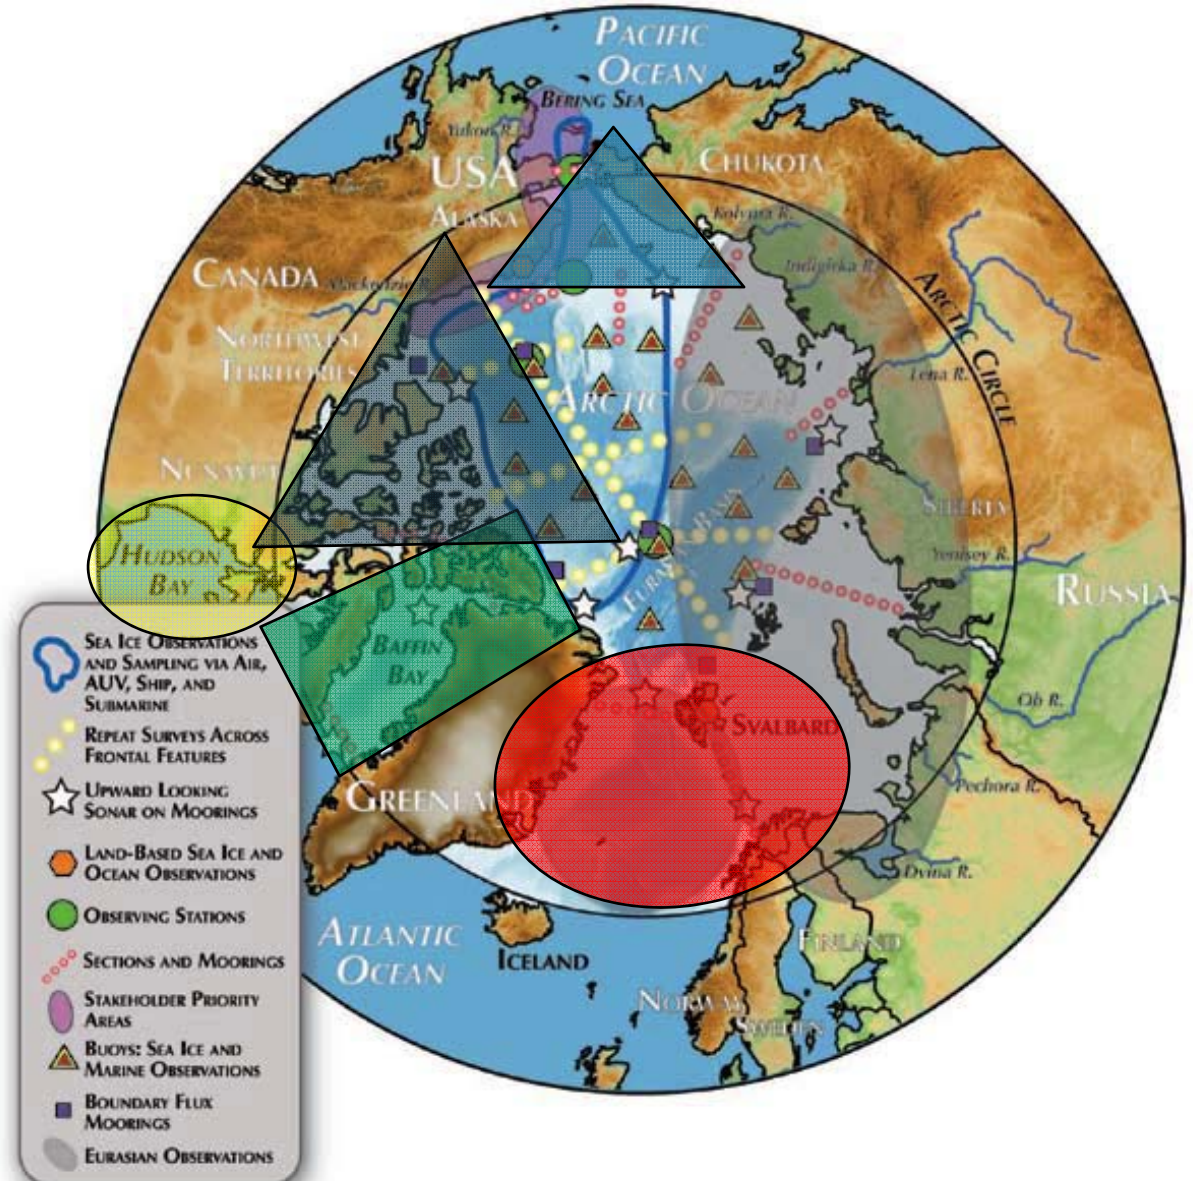 PACIFIC
OCEAN
BERING SEA
Yukon R.
USA
CHUKOTA
ALASKA
Kolyma R.
CANADA
Mackenzie R.
Indigirka R.
ARCTIC CIRCLE
NORTHWEST
TERRITORIES
Lena R.
ARCTIC OCEAN
NUNAVUT
SIBERIA
HUDSON
BAY
Yenisey R.
RUSSIA
BAFFIN
BAY
Ob R.
SVALBARD
Pechora R.
GREENLAND
Dvina R.
ATLANTIC
OCEAN
ICELAND
FINLAND
NORWAY
SWEDEN
SEA ICE OBSERVATIONS
AND SAMPLING VIA AIR,
AUV, SHIP, AND
SUBMARINE
REPEAT SURVEYS ACROSS
FRONTAL FEATURES
UPWARD LOOKING
SONAR ON MOORINGS
LAND-BASED SEA ICE AND
OCEAN OBSERVATIONS
OBSERVING STATIONS
SECTIONS AND MOORINGS
STAKEHOLDER PRIORITY
AREAS
BUOYS: SEA ICE AND
MARINE OBSERVATIONS
BOUNDARY FLUX
MOORINGS
EURASIAN OBSERVATIONS